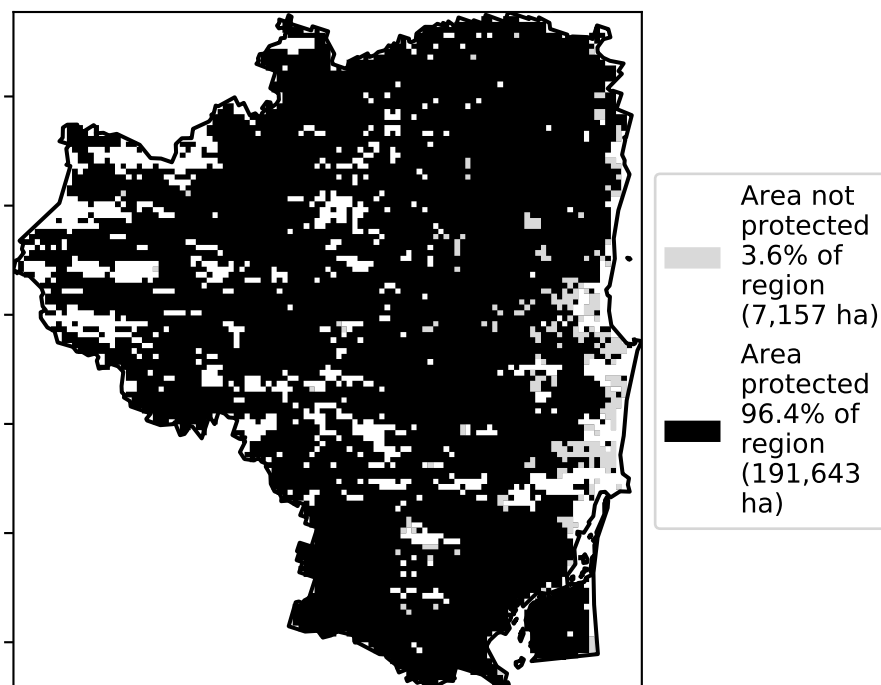 Area not
protected
3.6% of
region
(7,157 ha)
Area
protected
96.4% of
region
(191,643
ha)